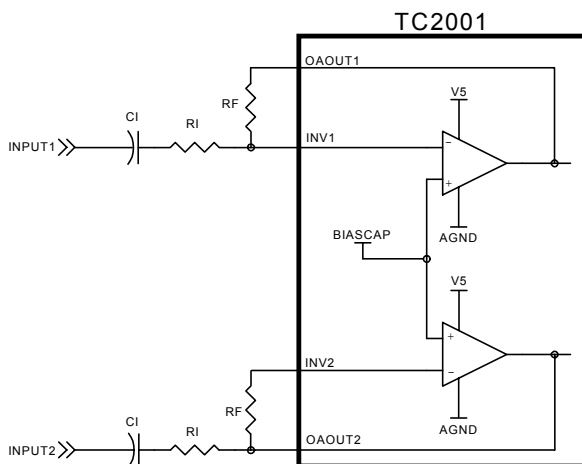 TC2001
OAOUT1
V5
RF
CI
RI
INPUT1
INV1
−
+
BIASCAP
AGND
V5
+
INV2
−
RF
CI
RI
AGND
INPUT2
OAOUT2